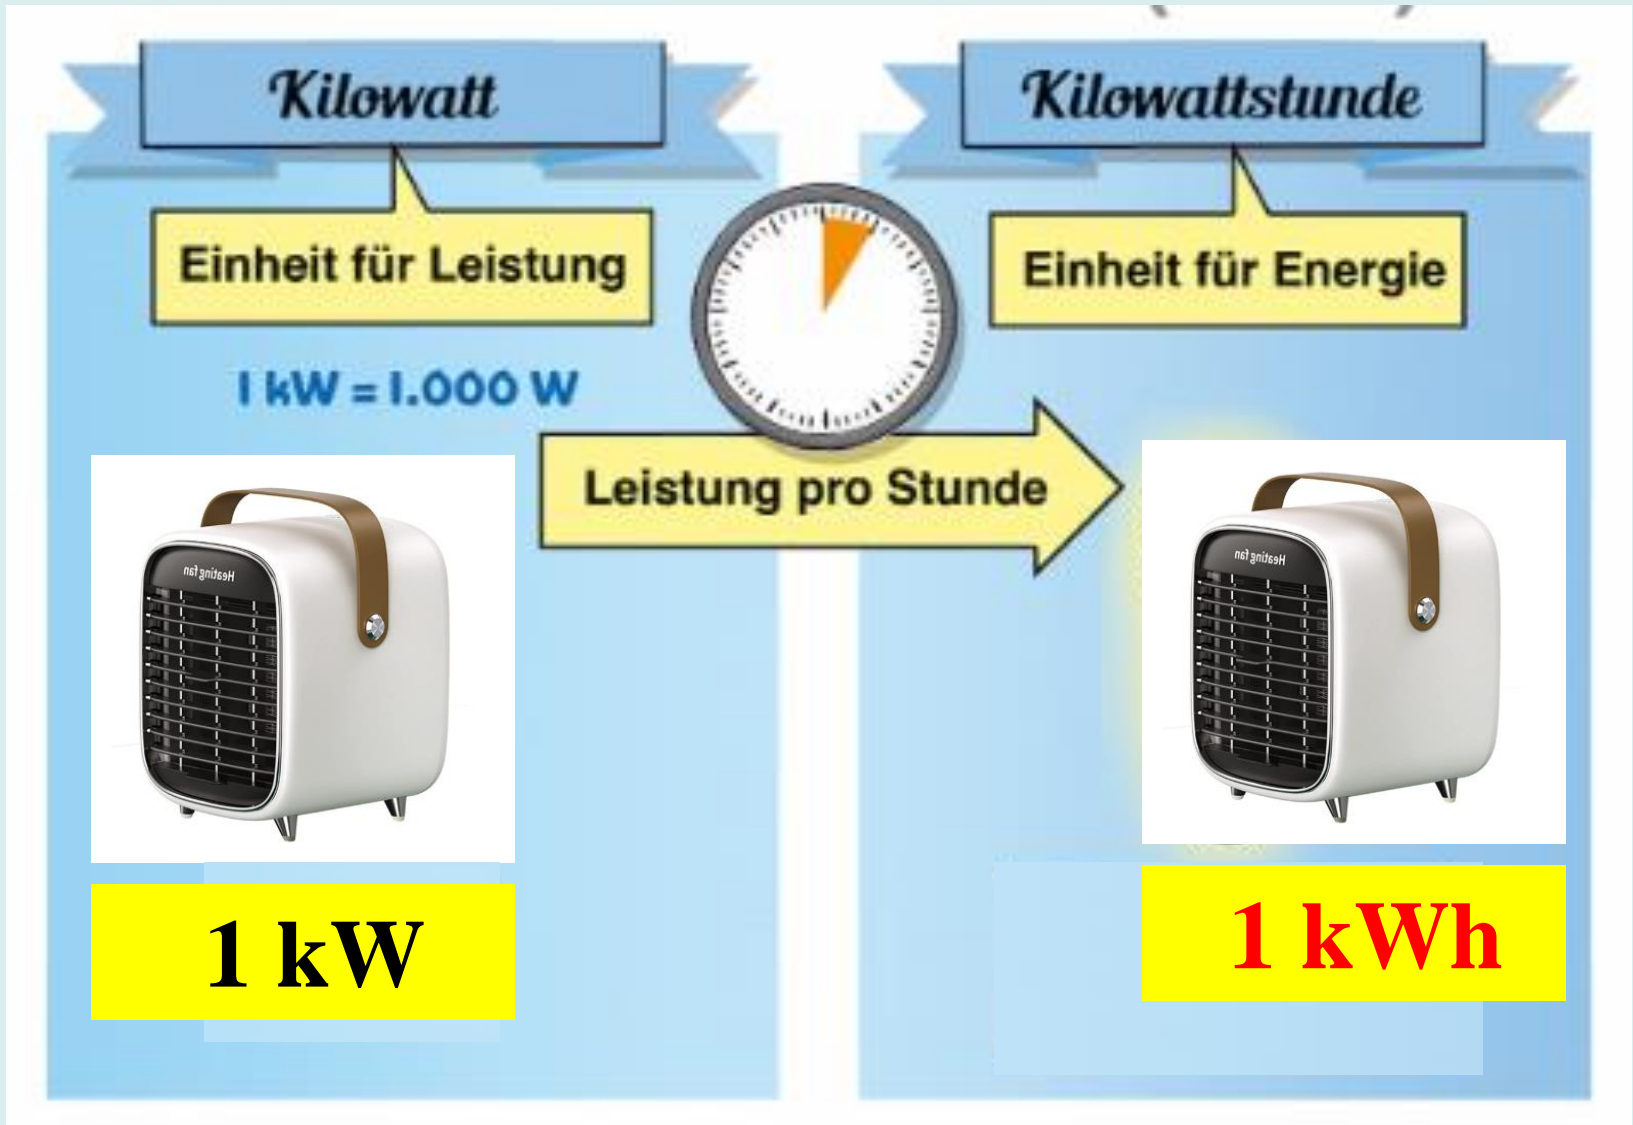 Kilowatt
Einheit für Leistung
1 kW = 1.000 W
Kilowattstunde
Einheit für Energie
Leistung pro Stunde
Heating fan
1 kW
Heating fan
1 kWh